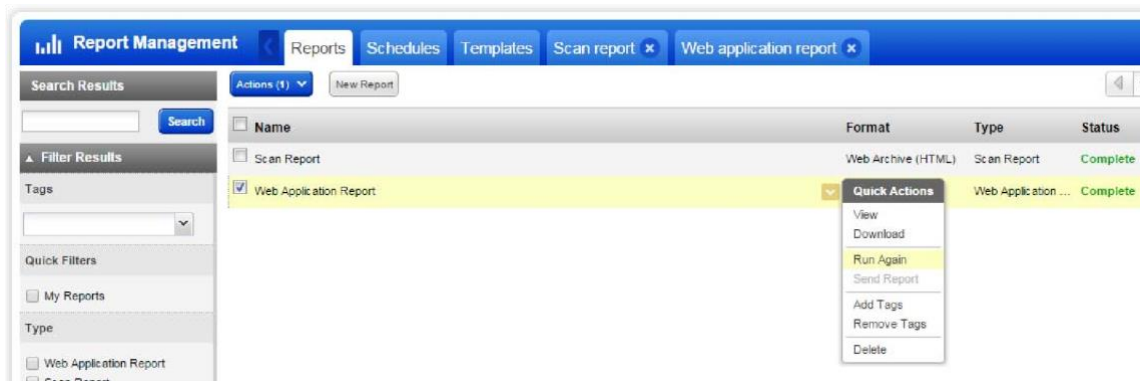 Report Management
Reports
Schedules
Templates
Scan report
Web application report
Search Results
Actions (1)
New Report
Search
Name
Format
Type
Status
Filter Results
Scan Report
Web Archive (HTML)
Scan Report
Complete
Tags
Web Application Report
Quick Actions
Web Application ...
Complete
View
Download
Quick Filters
Run Again
Send Report
My Reports
Add Tags
Remove Tags
Type
Delete
Web Application Report